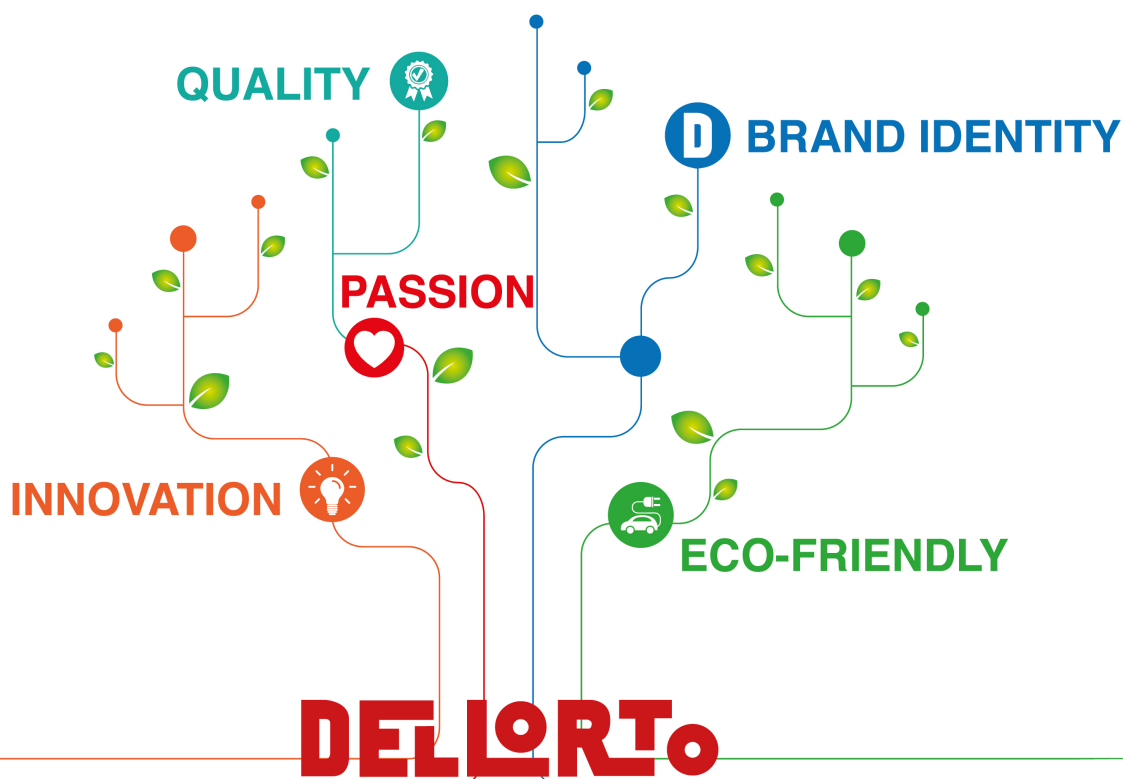 QUALITY
D BRAND IDENTITY
PASSION
INNOVATION
ECO-FRIENDLY
DELLORTO